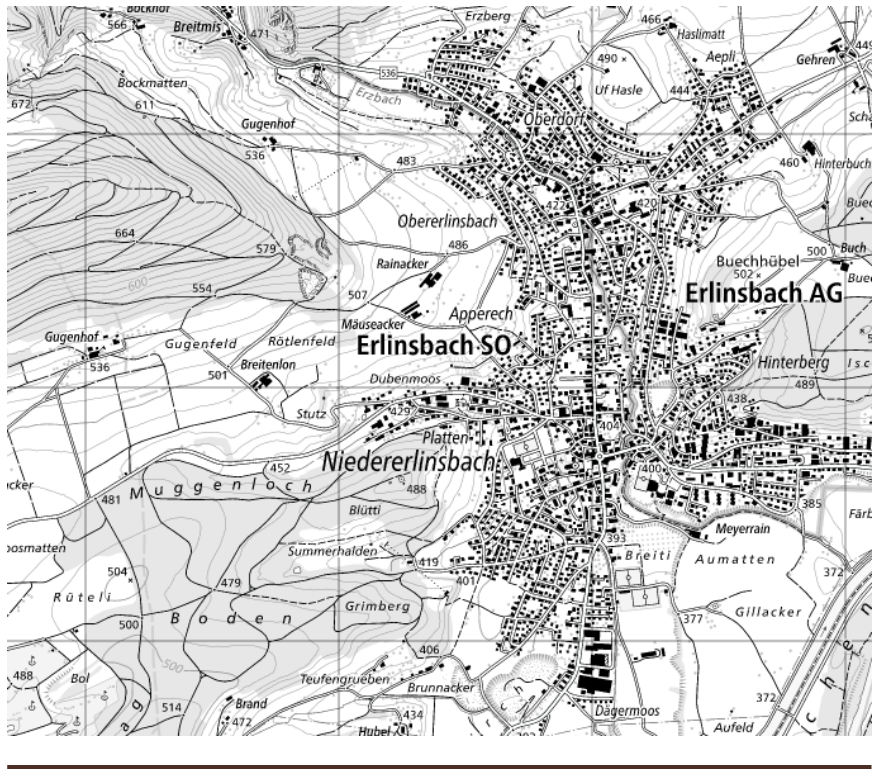 Bockhof
566
Breitmis
471
Erzberg
466
Haslimatt
490
Aepli
Gehren
449
Bockmatten
536
Uf Hasle
444
672
611
Erzbach
Gugenhof
Oberdorf
536
483
460
Hinterbuch
422
420
Obererlinsbach
664
579
486
Buechhübel
500
Buch
Rainacker
502
600
554
507
Erlinsbach AG
Mäuseacker
Apperech
Gugenhof
Gugenfeld
Rötlenfeld
Erlinsbach SO
536
501
Breitenlon
Hinterberg
Dubenmoos
489
438
Stutz
429
Platten
404
Niedererlinsbach
452
400
481
Muggenloch
488
385
Blütti
Meyerrain
Summerhalden
393
504
419
Breiti
Aumatten
372
Rüteli
479
401
Grimberg
377
Gillacker
500
Boden
406
488
500
Teufengrueben
Bol
Brand
Brunnacker
372
514
472
434
Dägermoos
Aufeld
Hubel